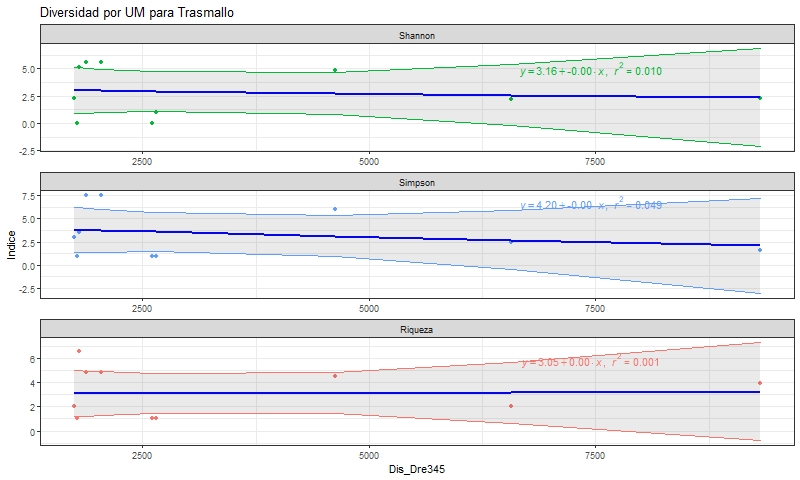 Diversidad por UM para Trasmallo
Shannon
5.0
2.5
0.0
-2.5
y = 3.16 + -0.00 · x, r² = 0.010
2500
5000
7500
Simpson
7.5
5.0
2.5
0.0
-2.5
y = 4.20 + -0.00 · x, r² = 0.049
2500
5000
7500
Indice
Riqueza
6
4
2
0
y = 3.05 + 0.00 · x, r² = 0.001
2500
5000
7500
Dis_Dre345